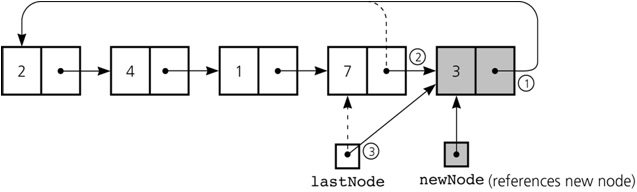 2 4 1 7 ② 3 ①
③
lastNode newNode (references new node)